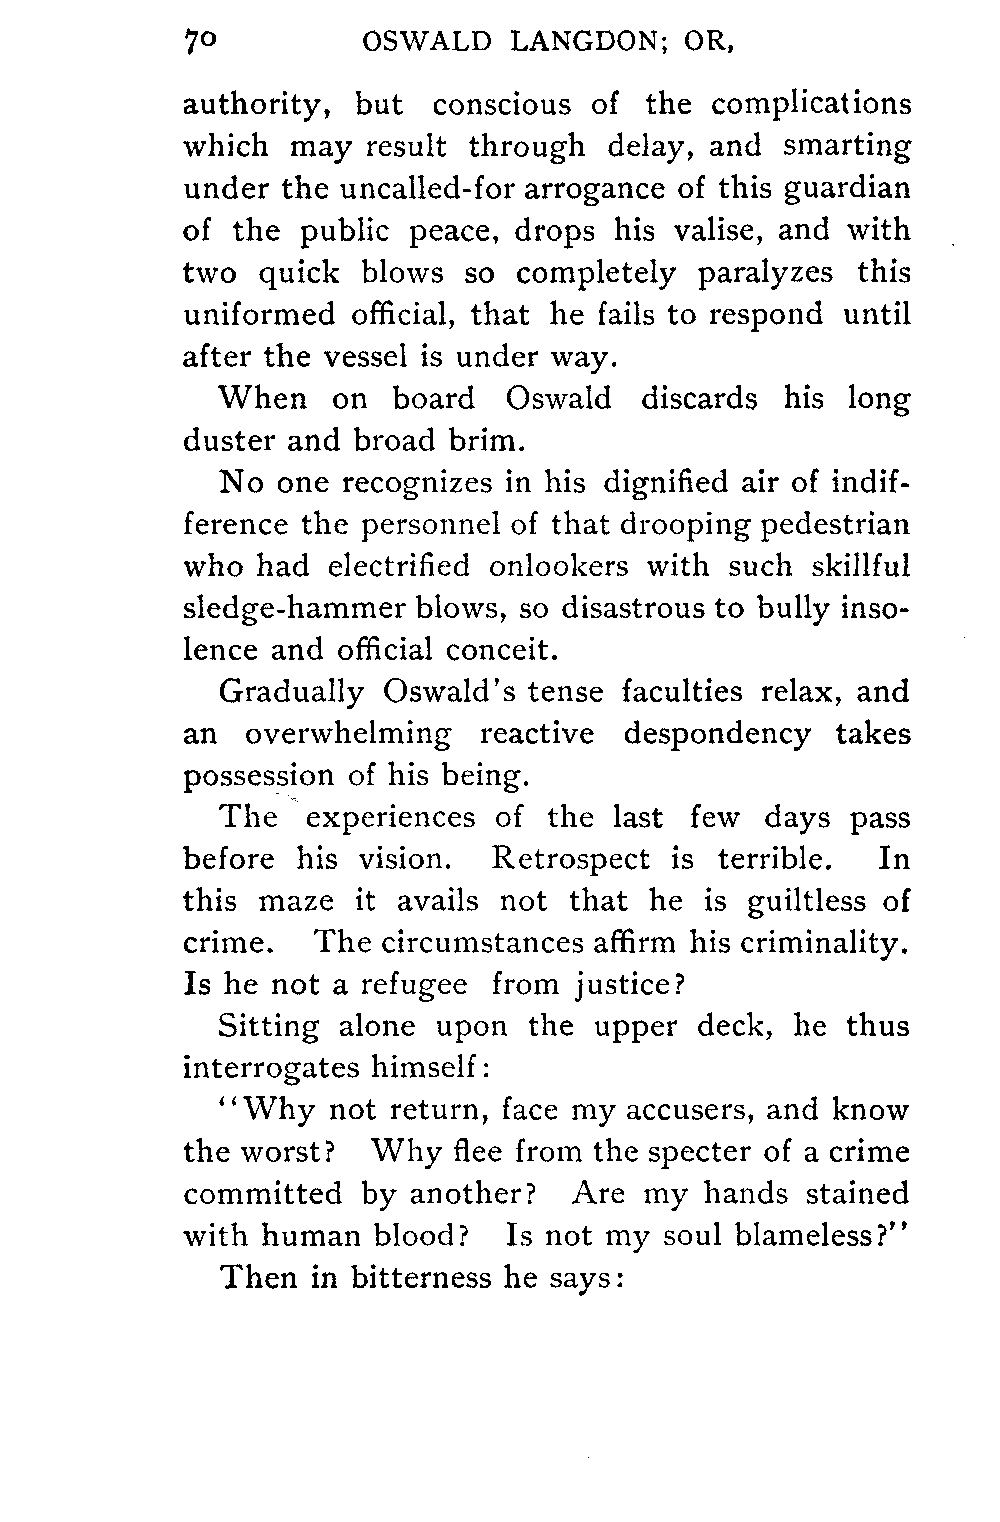 70 OSWALD LANGDON; OR,
authority, but conscious of the complications
which may result through delay, and smarting
under the uncalled-for arrogance of this guardian
of the public peace, drops his valise, and with
two quick blows so completely paralyzes this
uniformed official, that he fails to respond until
after the vessel is under way.
When on board Oswald discards his long
duster and broad brim.
No one recognizes in his dignified air of indif-
ference the personnel of that drooping pedestrian
who had electrified onlookers with such skillful
sledge-hammer blows, so disastrous to bully inso-
lence and official conceit.
Gradually Oswald's tense faculties relax, and
an overwhelming reactive despondency takes
possession of his being.
The experiences of the last few days pass
before his vision. Retrospect is terrible. In
this maze it avails not that he is guiltless of
crime. The circumstances affirm his criminality.
Is he not a refugee from justice?
Sitting alone upon the upper deck, he thus
interrogates himself:
"Why not return, face my accusers, and know
the worst? Why flee from the specter of a crime
committed by another? Are my hands stained
with human blood? Is not my soul blameless?"
Then in bitterness he says: